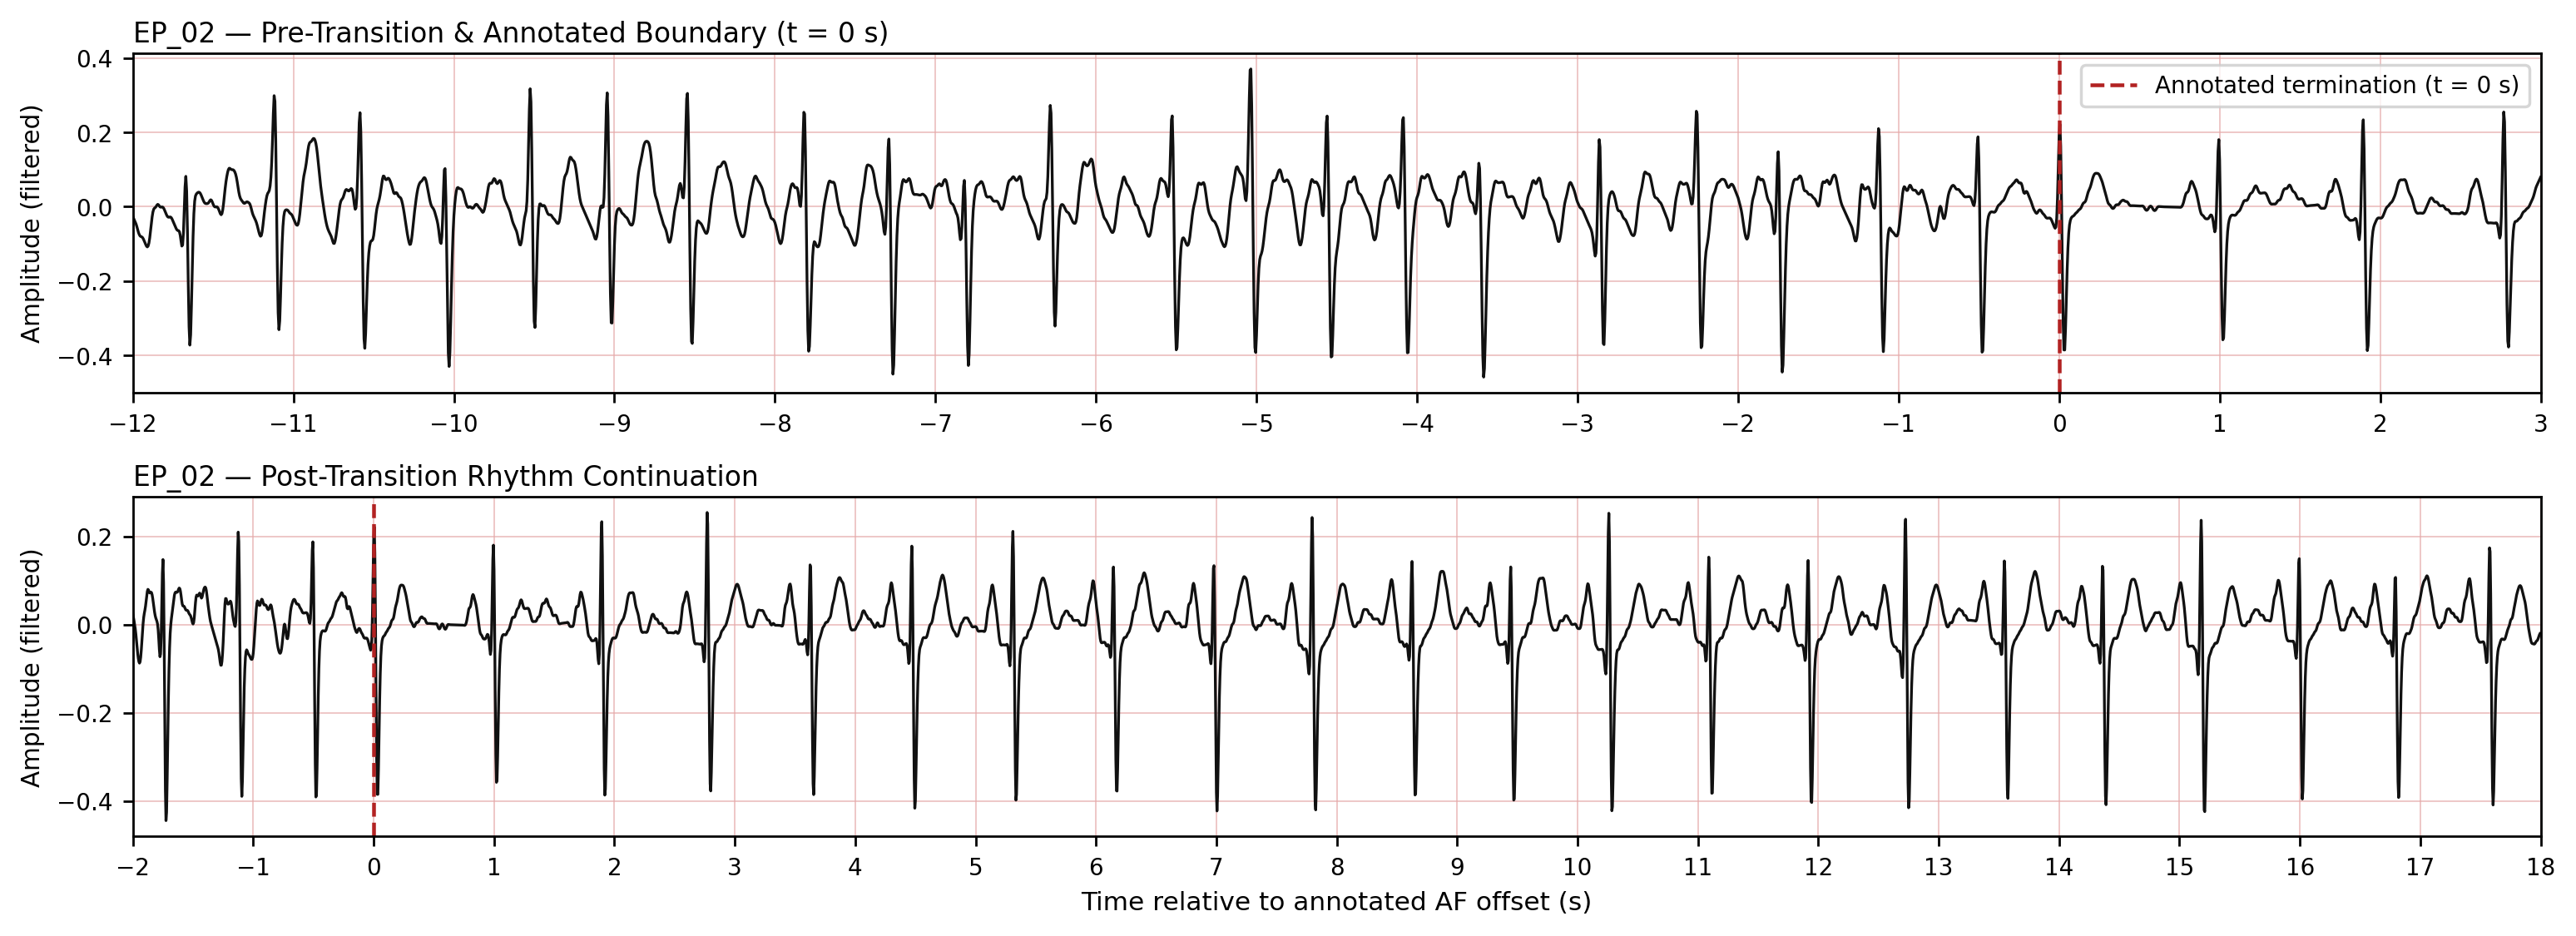 EP_02 — Pre-Transition & Annotated Boundary (t = 0 s)
Amplitude (filtered)
0.4
0.2
0.0
−0.2
−0.4
Annotated termination (t = 0 s)
−12 −11 −10 −9 −8 −7 −6 −5 −4 −3 −2 −1 0 1 2 3
EP_02 — Post-Transition Rhythm Continuation
Amplitude (filtered)
0.2
0.0
−0.2
−0.4
−2 −1 0 1 2 3 4 5 6 7 8 9 10 11 12 13 14 15 16 17 18
Time relative to annotated AF offset (s)